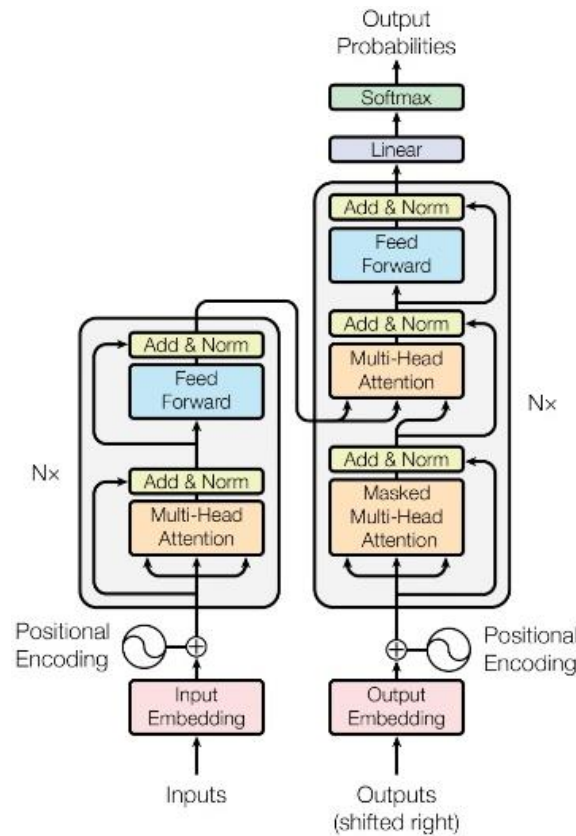 Output
Probabilities
Softmax
Linear
Add & Norm
Feed
Forward
Add & Norm
Multi-Head
Attention
Add & Norm
Masked
Multi-Head
Attention
N×
Positional
Encoding
Output
Embedding
Outputs
(shifted right)
Add & Norm
Feed
Forward
Add & Norm
Multi-Head
Attention
N×
Positional
Encoding
Input
Embedding
Inputs